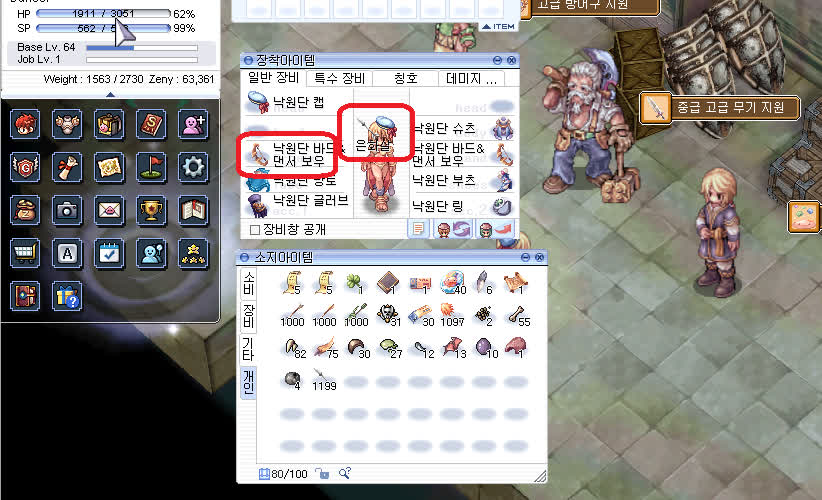 HP 1911 / 3051 62%
SP 562 / 99%
Base Lv. 64
Job Lv. 1
Weight : 1563 / 2730 Zeny : 63,361
ITEM
고급 방어구 지원
중급 고급 무기 지원
장착아이템
일반 장비 특수 장비 칭호 데미지 ...
낙원단 캡
은화살
낙원단 슈츠
낙원단 바드&
댄서 보우
낙원단 바드&
댄서 보우
낙원단 망토
낙원단 부츠
낙원단 글러브
낙원단 링
장비창 공개
소지아이템
소비
장비
기타
개인
5 5 1 1 1 40 6 1
1000 1000 1000 31 30 1097 2 55
82 75 30 27 12 13 10 1
4 1199
80/100